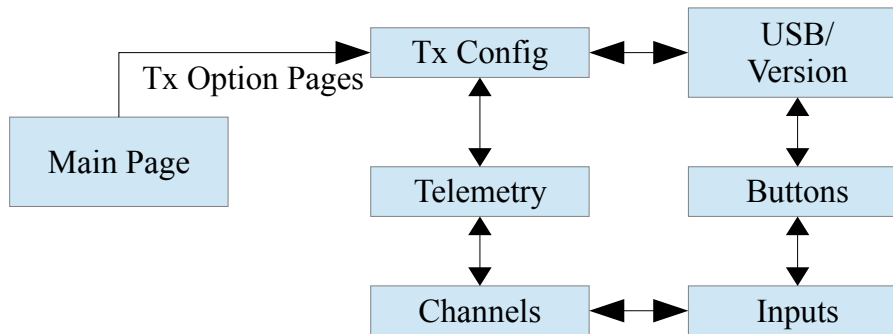 Tx Config
USB/
Version
Tx Option Pages
Main Page
Telemetry
Buttons
Channels
Inputs